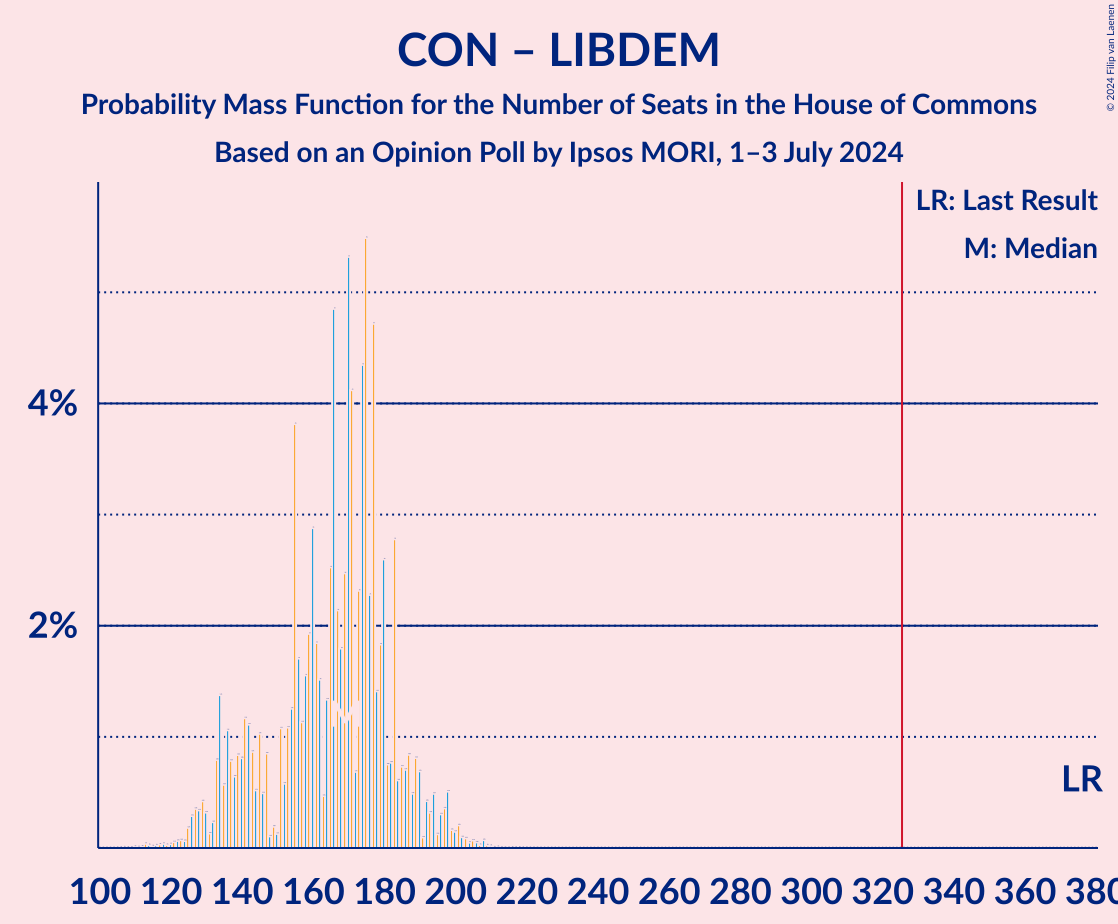 CON – LIBDEM
Probability Mass Function for the Number of Seats in the House of Commons
Based on an Opinion Poll by Ipsos MORI, 1–3 July 2024
© 2024 Filip van Laenen
LR: Last Result
M: Median
4%
2%
M
LR
100 120 140 160 180 200 220 240 260 280 300 320 340 360 380